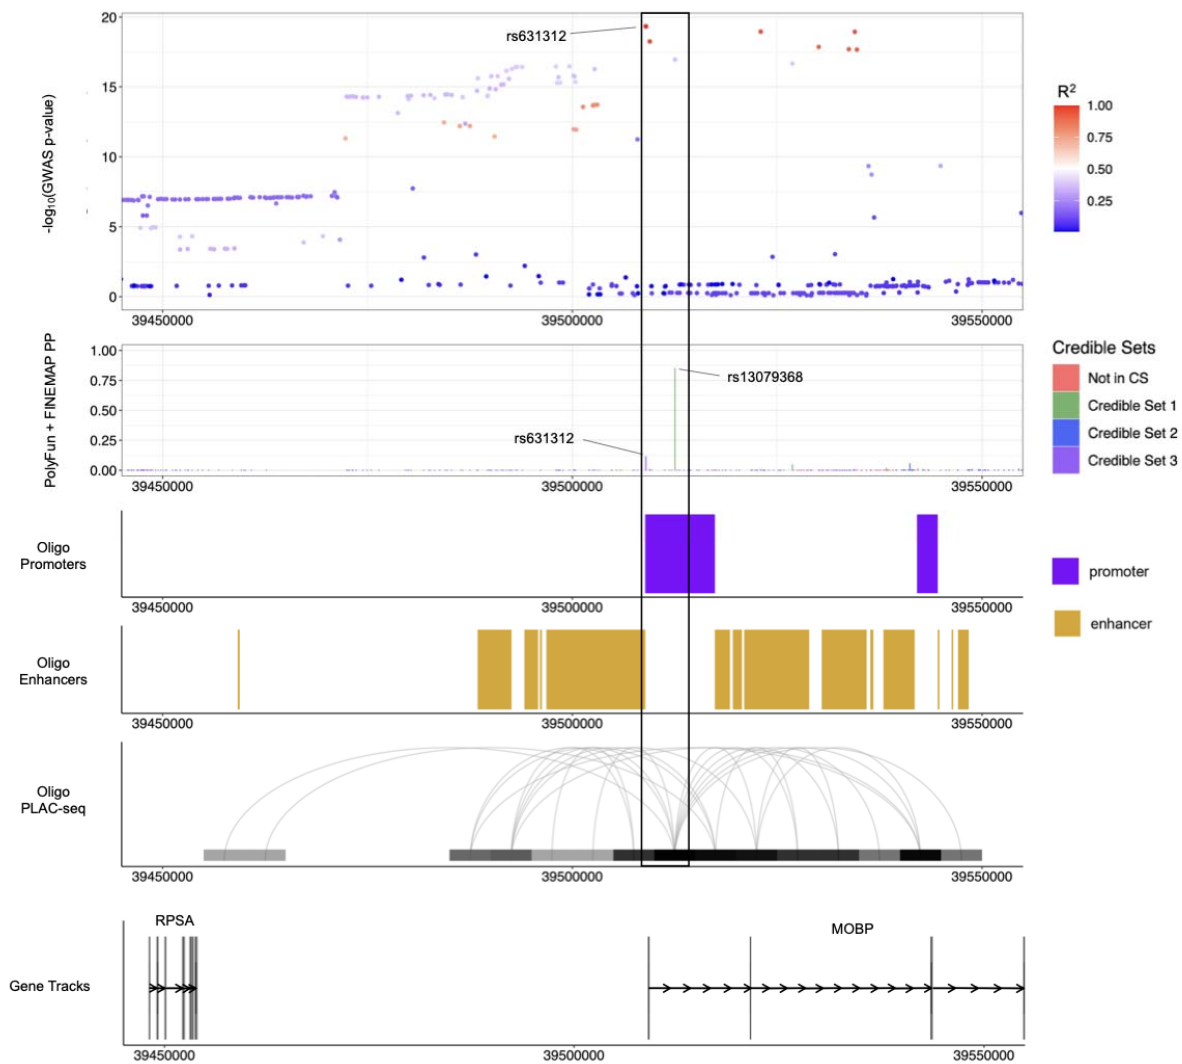 20
rs631312
15
10
5
0
-log₁₀(GWAS p-value)
39450000 39500000 39550000
R²
1.00
0.75
0.50
0.25
1.00
0.75
0.50
0.25
0.00
PolyFun + FINEMAP PP
rs13079368
rs631312
39450000 39500000 39550000
Credible Sets
Not in CS
Credible Set 1
Credible Set 2
Credible Set 3
Oligo
Promoters
39450000 39500000 39550000
promoter
enhancer
Oligo
Enhancers
39450000 39500000 39550000
Oligo
PLAC-seq
39450000 39500000 39550000
RPSA
MOBP
Gene Tracks
39450000 39500000 39550000